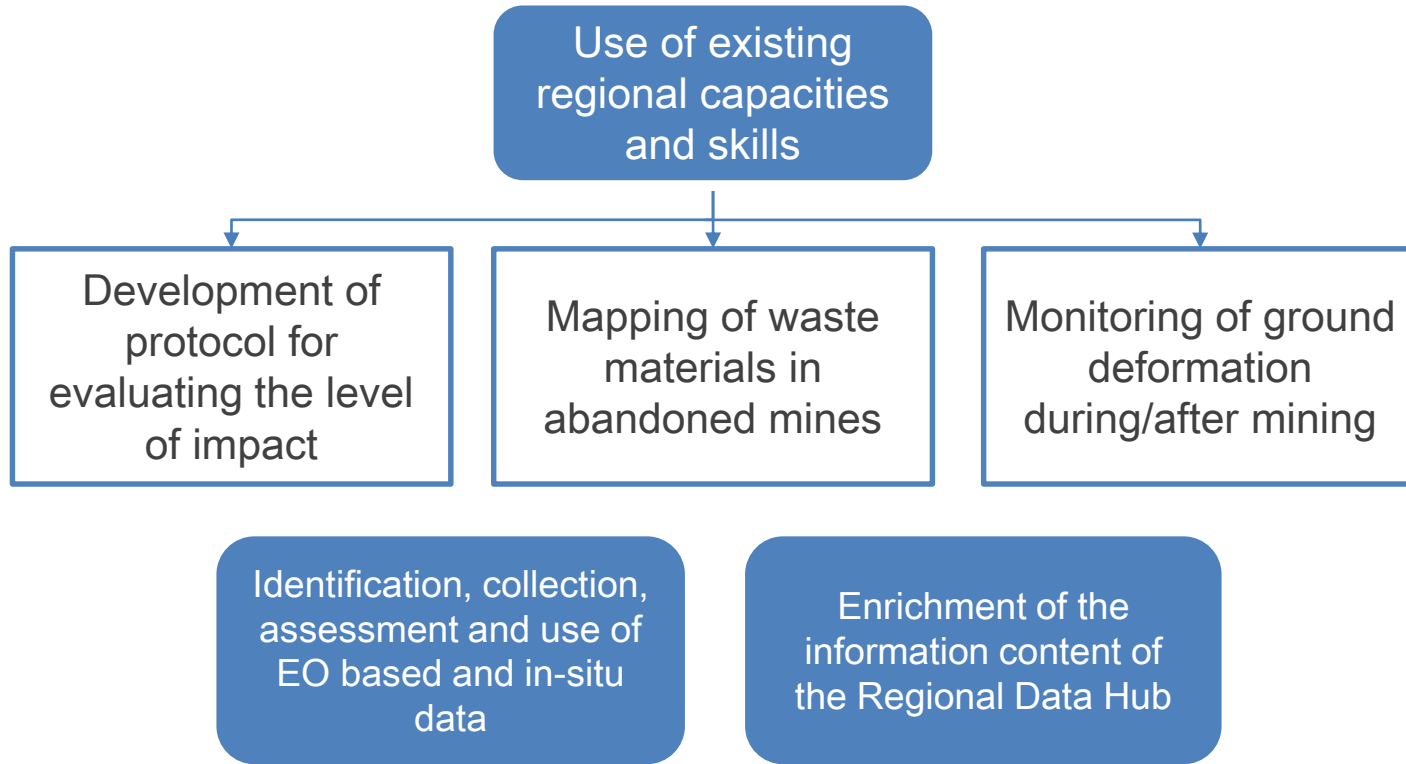 Use of existing
regional capacities
and skills
Development of
protocol for
evaluating the level
of impact
Mapping of waste
materials in
abandoned mines
Monitoring of ground
deformation
during/after mining
Identification, collection,
assessment and use of
EO based and in-situ
data
Enrichment of the
information content of
the Regional Data Hub